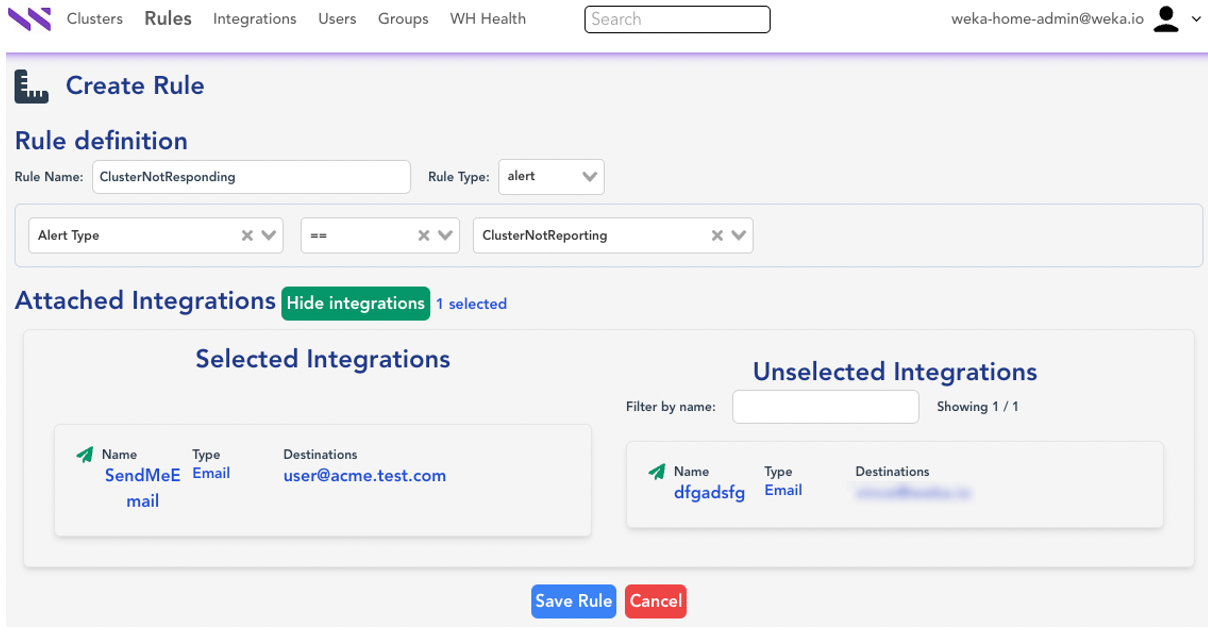 Clusters Rules Integrations Users Groups WH Health Search weka-home-admin@weka.io
Create Rule
Rule definition
Rule Name: ClusterNotResponding Rule Type: alert
Alert Type == ClusterNotReporting
Attached Integrations Hide integrations 1 selected
Selected Integrations
Unselected Integrations
Filter by name: Showing 1 / 1
Name Type Destinations
SendMeE Email user@acme.test.com
mail
Name Type Destinations
dfgadsfg Email
Save Rule Cancel